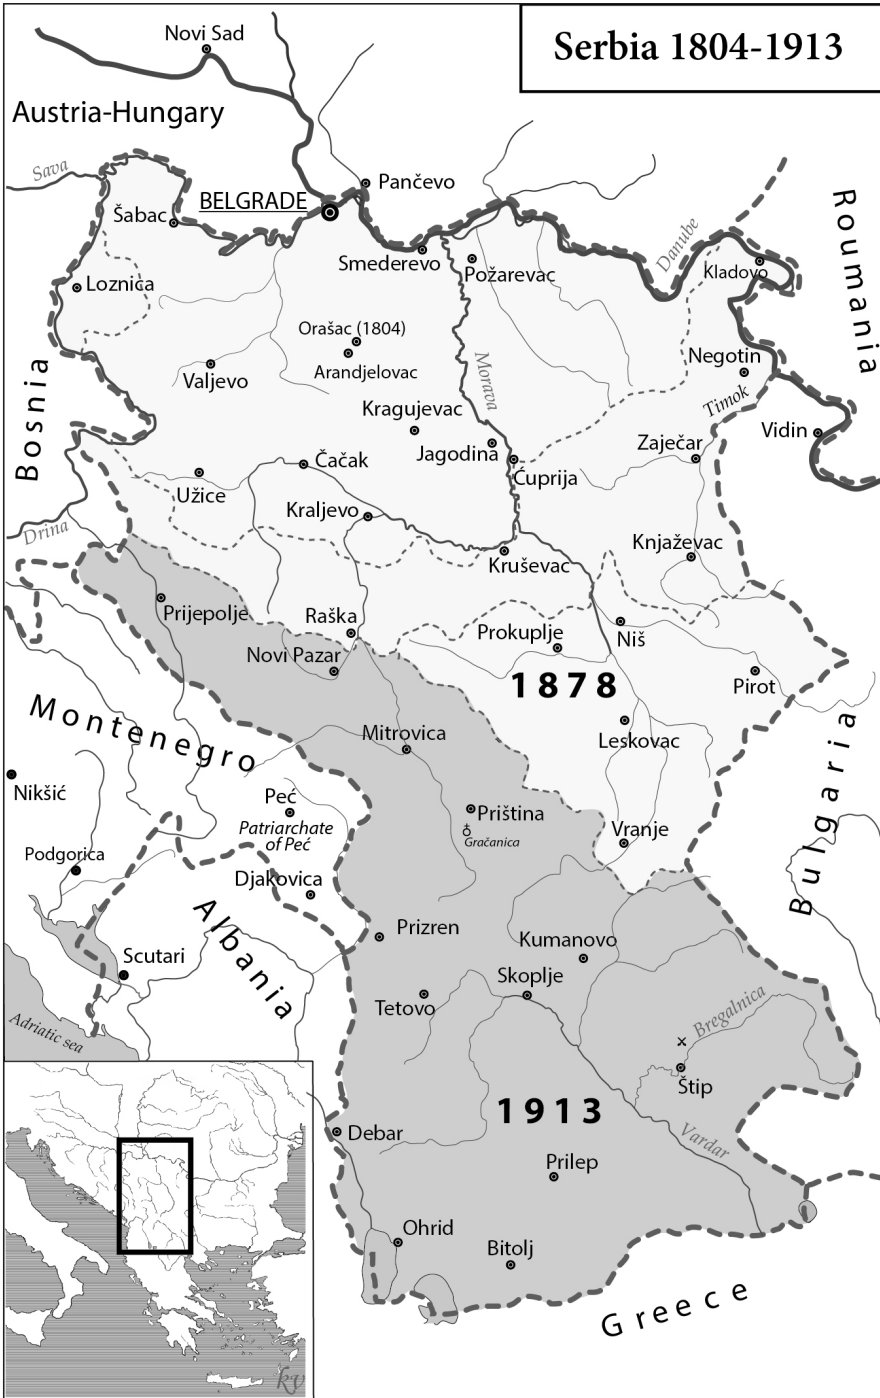 Serbia 1804-1913
Novi Sad
Austria-Hungary
Sava
Pančevo
BELGRADE
Šabac
Roumania
Danube
Smederevo
Požarevac
Kladovo
Loznica
Orašac (1804)
Arandjelovac
Valjevo
Morava
Negotin
Timok
Bosnia
Kragujevac
Jagodina
Zaječar
Vidin
Čačak
Ćuprija
Užice
Kraljevo
Drina
Knjaževac
Kruševac
Prijepolje
Raška
Prokuplje
Niš
Novi Pazar
1878
Pirot
Montenegro
Mitrovica
Leskovac
Bulgaria
Nikšić
Peć
Patriarchate
of Peć
Priština
Gračanica
Vranje
Podgorica
Djakovica
Albania
Prizren
Kumanovo
Scutari
Skoplje
Tetovo
Bregalnica
Adriatic sea
Štip
1913
Debar
Vardar
Prilep
Ohrid
Bitolj
Greece
kv